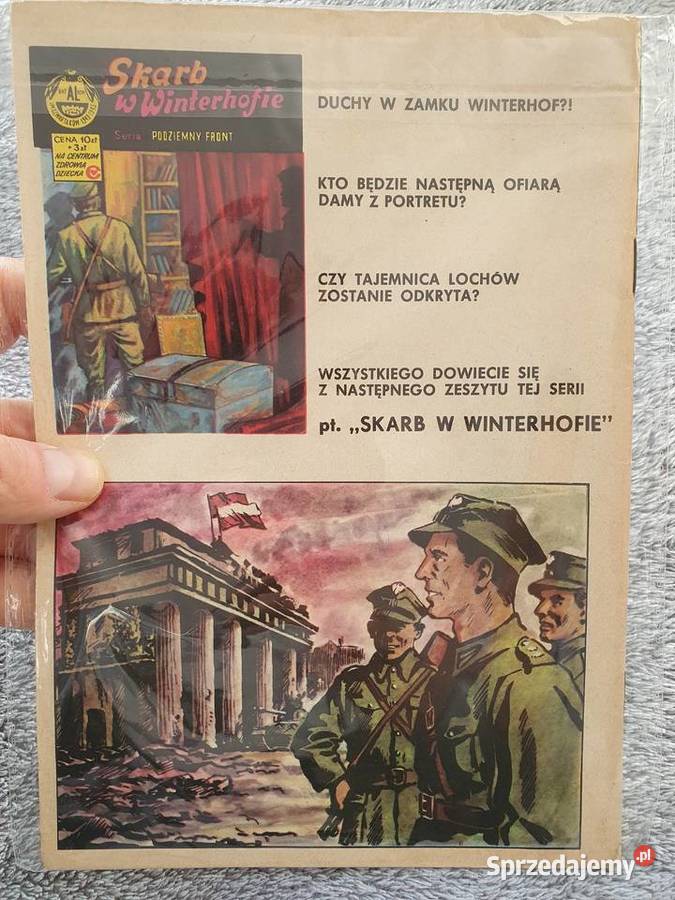 Skarb
w Winterhofie
Seria PODZIEMNY FRONT
AL
CENA 10 zł
+ 3 zł
NA CENTRUM
ZDROWIA
DZIECKA
DUCHY W ZAMKU WINTERHOF?!
KTO BĘDZIE NASTĘPNĄ OFIARĄ
DAMY Z PORTRETU?
CZY TAJEMNICA LOCHÓW
ZOSTANIE ODKRYTA?
WSZYSTKIEGO DOWIECIE SIĘ
Z NASTĘPNEGO ZESZYTU TEJ SERII
pt. „SKARB W WINTERHOFIE”
Sprzedajemy.pl